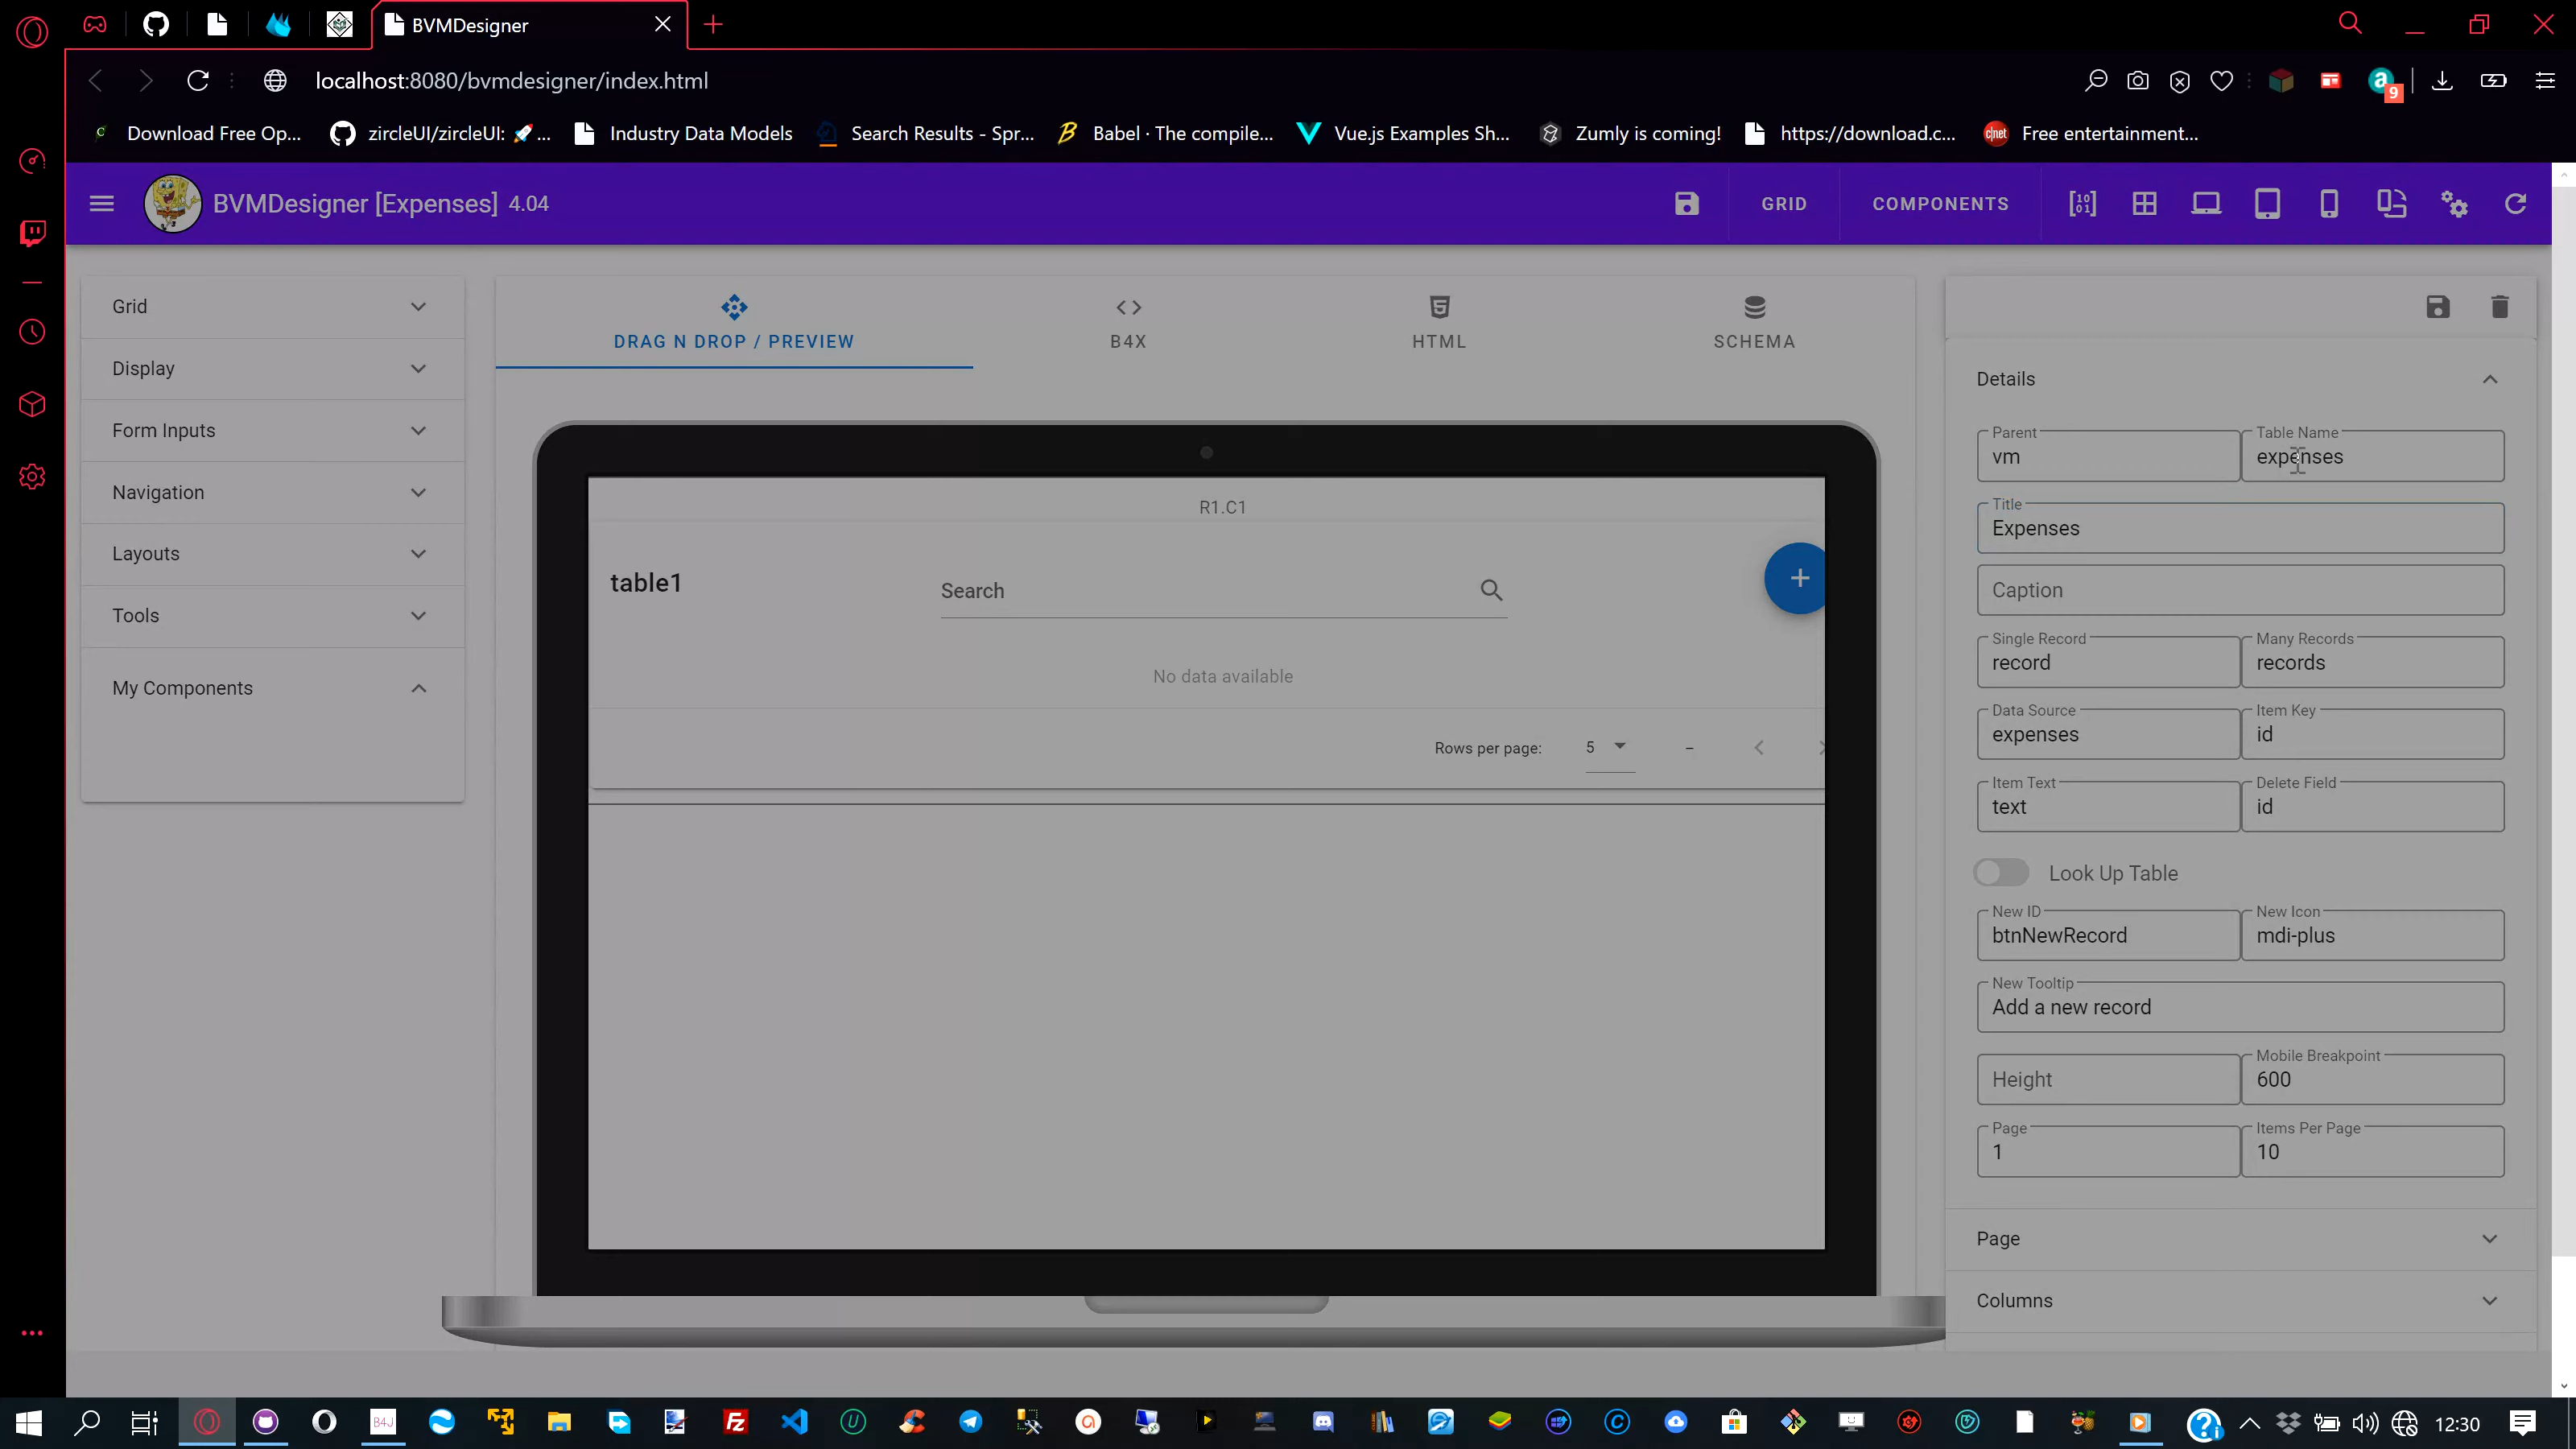 BVMDesigner
localhost:8080/bvmdesigner/index.html
9
Download Free Op...
zircleUI/zircleUI: 🚀 ...
Industry Data Models
Search Results - Spr...
Babel · The compile...
Vue.js Examples Sh...
Zumly is coming!
https://download.c...
Free entertainment...
BVMDesigner [Expenses] 4.04
GRID
COMPONENTS
Grid
Display
Form Inputs
Navigation
Layouts
Tools
My Components
DRAG N DROP / PREVIEW
B4X
HTML
SCHEMA
R1.C1
table1
Search
No data available
Rows per page:
5
–
Details
Parent
vm
Table Name
expenses
Title
Expenses
Caption
Single Record
record
Many Records
records
Data Source
expenses
Item Key
id
Item Text
text
Delete Field
id
Look Up Table
New ID
btnNewRecord
New Icon
mdi-plus
New Tooltip
Add a new record
Height
Mobile Breakpoint
600
Page
1
Items Per Page
10
Page
Columns
B4J
12:30